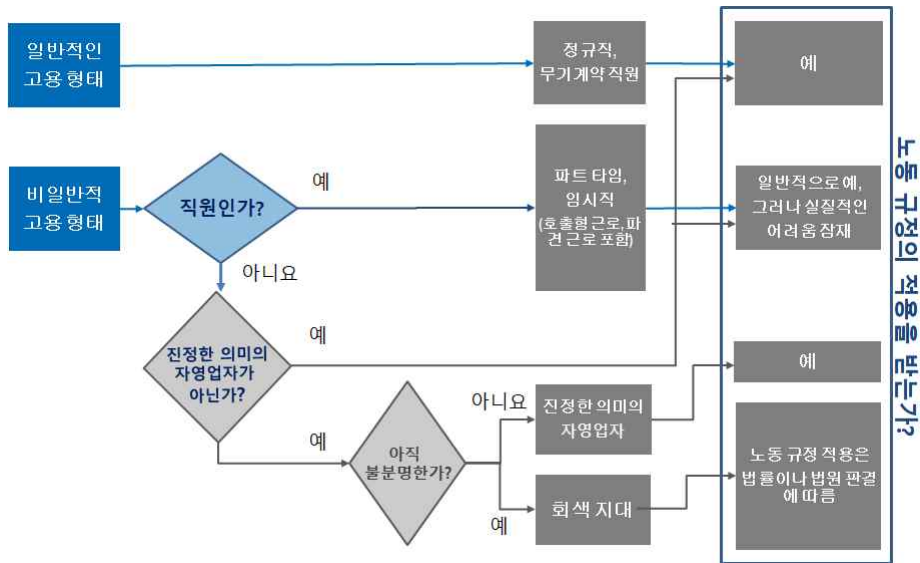 일반적인
고용 형태
정규직,
무기계약 직원
예
비일반적
고용 형태
직원인가?
예
파트 타임,
임시직
(호출형 근로, 파
견 근로 포함)
일반적으로 예,
그러나 실질적인
어려움 잠재
아니요
진정한 의미의
자영업자가
아닌가?
예
예
예
아직
불분명한가?
아니요
진정한 의미의
자영업자
예
회색 지대
노동 규정 적용은
법률이나 법원 판결
에 따름
노동 규정의 적용을 받는가?